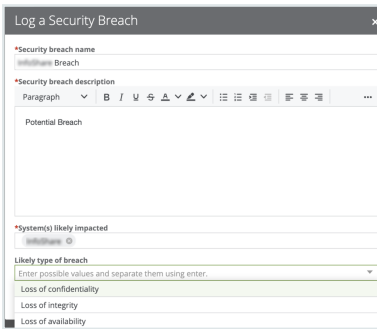 Log a Security Breach
*Security breach name
Breach
*Security breach description
Paragraph B I U S A
Potential Breach
*System(s) likely impacted
Likely type of breach
Enter possible values and separate them using enter.
Loss of confidentiality
Loss of integrity
Loss of availability